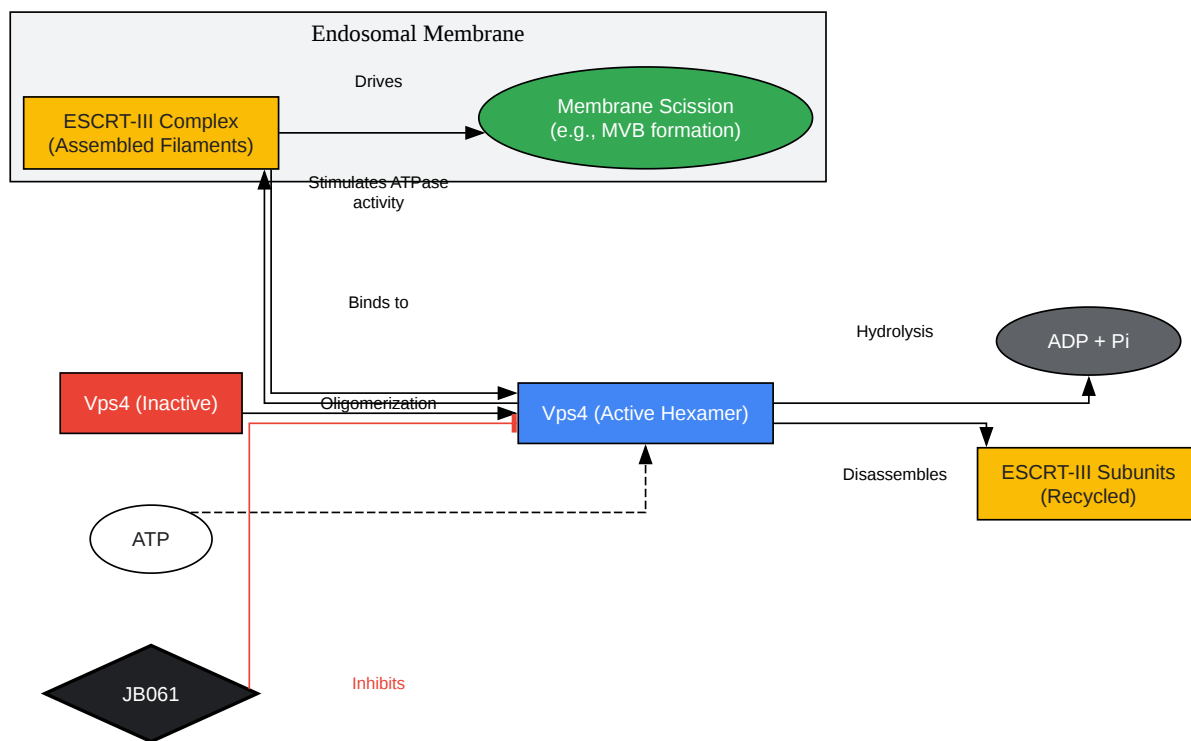 Endosomal Membrane
Drives
ESCRT-III Complex
(Assembled Filaments)
Membrane Scission
(e.g., MVB formation)
Stimulates ATPase
activity
Binds to
Hydrolysis
ADP + Pi
Vps4 (Inactive)
Oligomerization
Vps4 (Active Hexamer)
Disassembles
ESCRT-III Subunits
(Recycled)
ATP
JB061
Inhibits